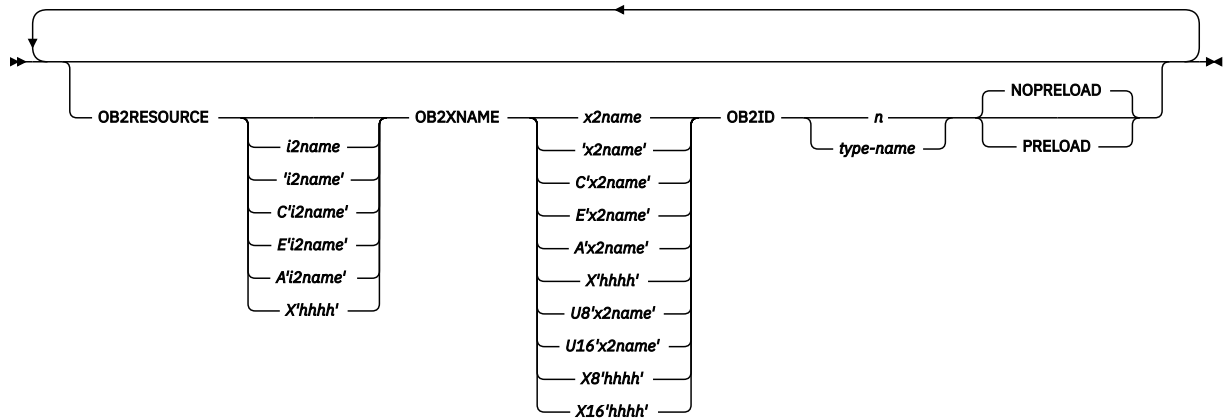 NOPRELOAD
OB2RESOURCE OB2XNAME x2name OB2ID n
i2name 'x2name' type-name PRELOAD
'i2name' C'x2name'
C'i2name' E'x2name'
E'i2name' A'x2name'
A'i2name' X'hhhh'
X'hhhh' U8'x2name'
U16'x2name'
X8'hhhh'
X16'hhhh'